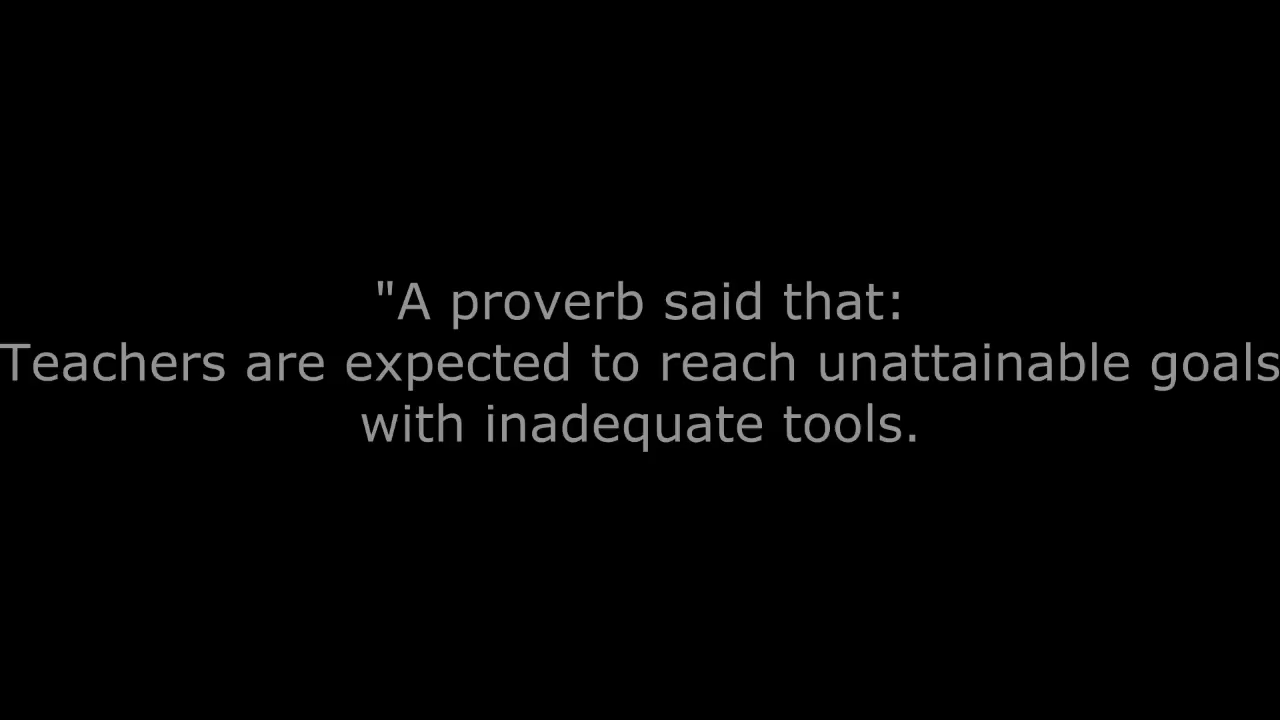 "A proverb said that:
Teachers are expected to reach unattainable goals
with inadequate tools.